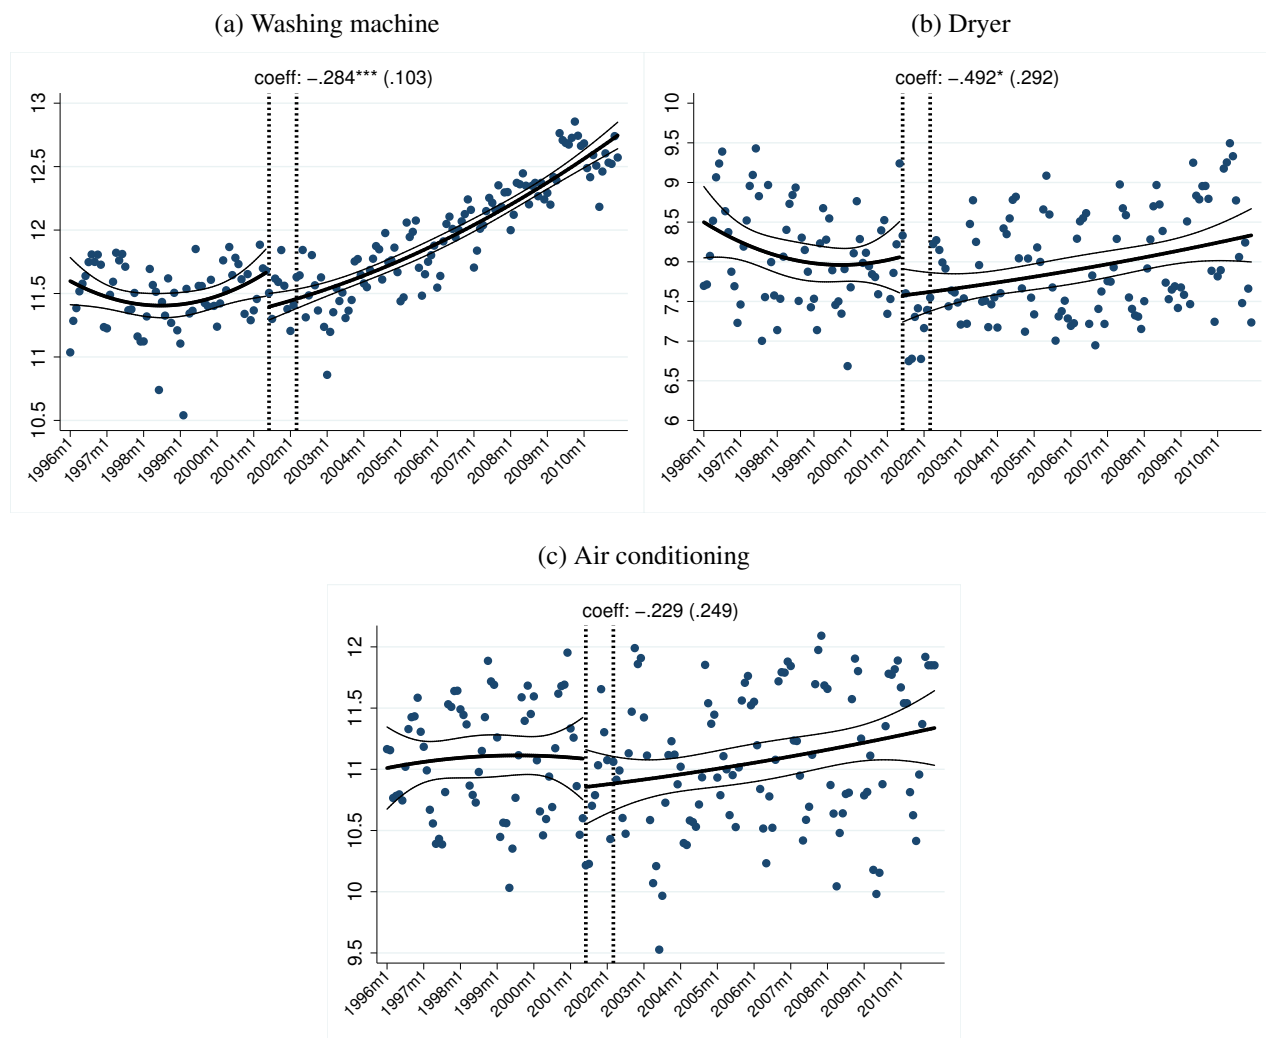 (a) Washing machine
coeff: −.284*** (.103)
13
12.5
12
11.5
11
10.5
1996m1
1997m1
1998m1
1999m1
2000m1
2001m1
2002m1
2003m1
2004m1
2005m1
2006m1
2007m1
2008m1
2009m1
2010m1
(b) Dryer
coeff: −.492* (.292)
10
9.5
9
8.5
8
7.5
7
6.5
6
1996m1
1997m1
1998m1
1999m1
2000m1
2001m1
2002m1
2003m1
2004m1
2005m1
2006m1
2007m1
2008m1
2009m1
2010m1
(c) Air conditioning
coeff: −.229 (.249)
12
11.5
11
10.5
10
9.5
1996m1
1997m1
1998m1
1999m1
2000m1
2001m1
2002m1
2003m1
2004m1
2005m1
2006m1
2007m1
2008m1
2009m1
2010m1